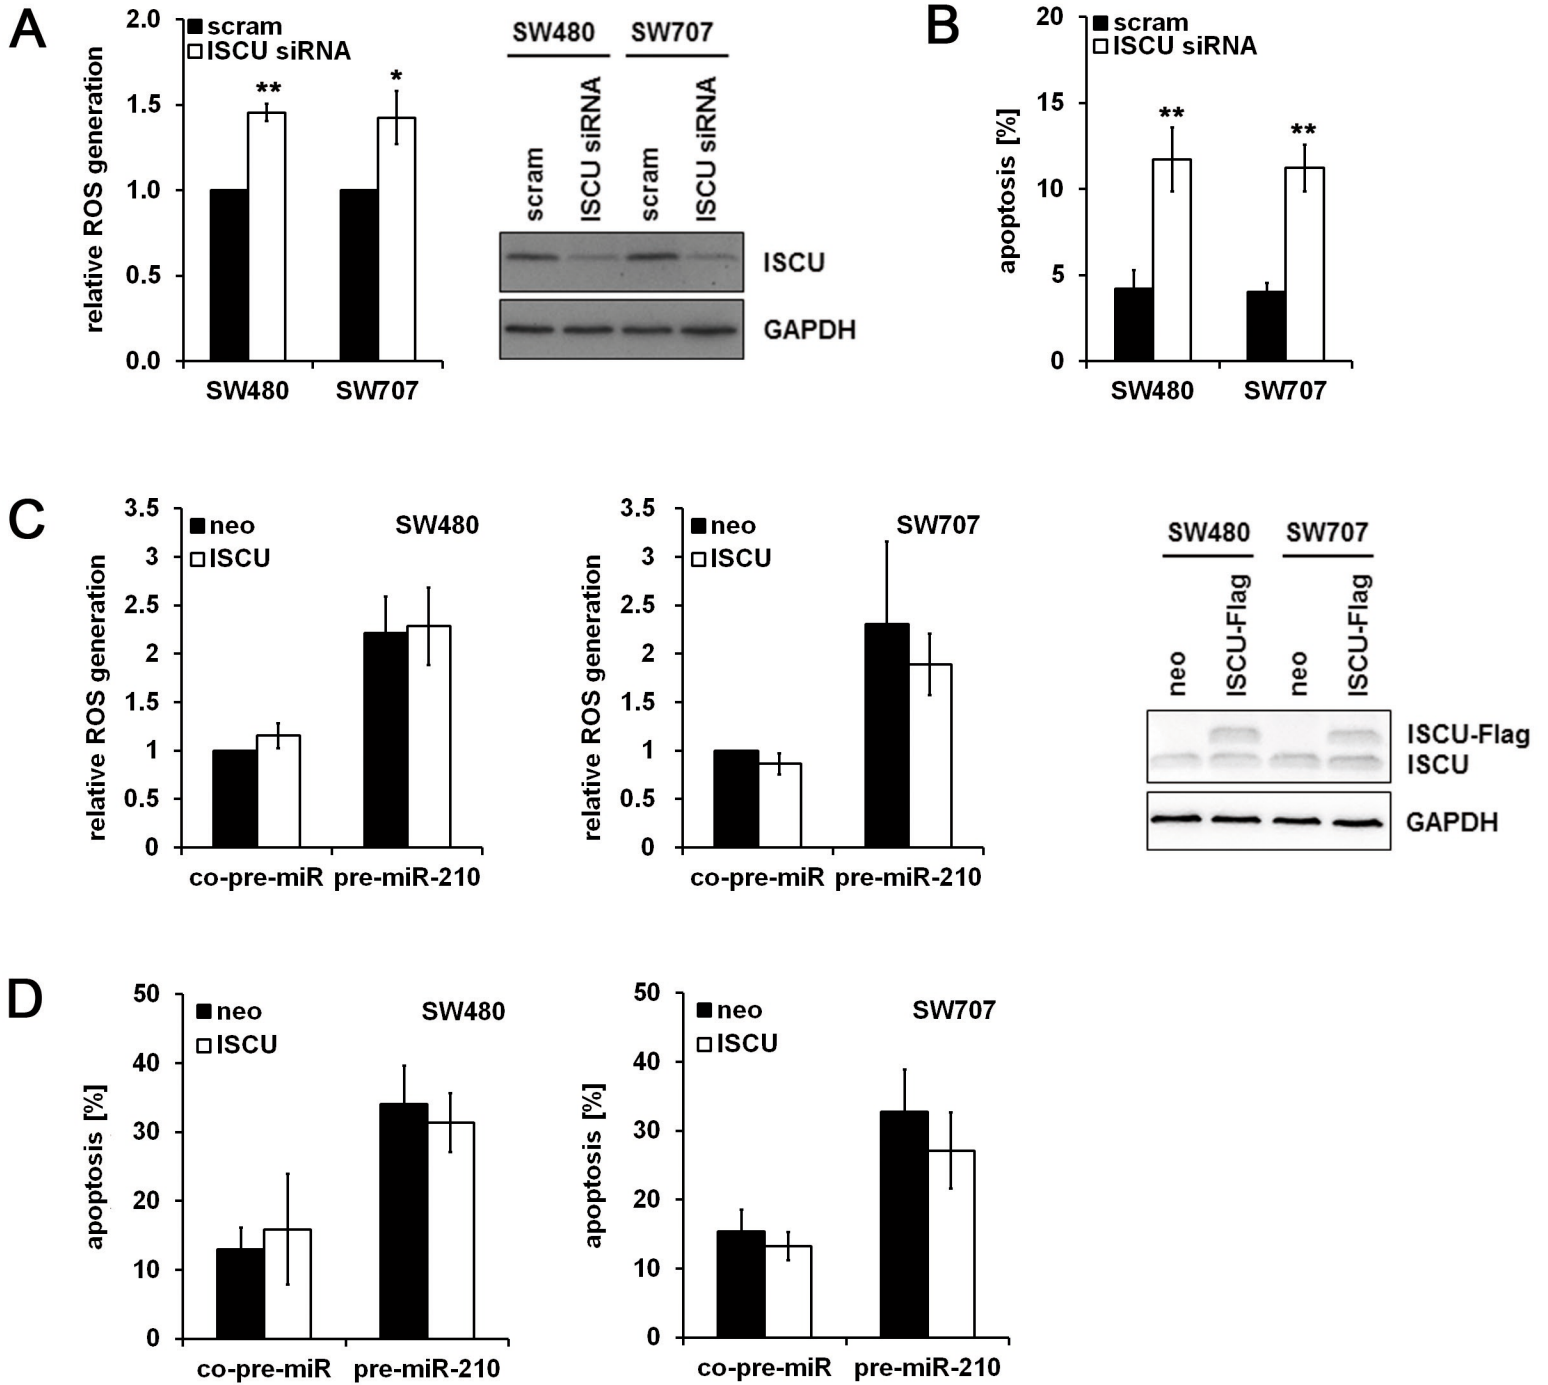 A
2.0
1.5
1.0
0.5
0.0
relative ROS generation
scram
ISCU siRNA
**
*
SW480
SW707
SW480
SW707
scram
ISCU siRNA
scram
ISCU siRNA
ISCU
GAPDH
B
20
15
10
5
0
apoptosis [%]
scram
ISCU siRNA
**
**
SW480
SW707
C
3.5
3
2.5
2
1.5
1
0.5
0
relative ROS generation
neo
ISCU
SW480
co-pre-miR
pre-miR-210
3.5
3
2.5
2
1.5
1
0.5
0
relative ROS generation
neo
ISCU
SW707
co-pre-miR
pre-miR-210
SW480
SW707
neo
ISCU-Flag
neo
ISCU-Flag
ISCU-Flag
ISCU
GAPDH
D
50
40
30
20
10
0
apoptosis [%]
neo
ISCU
SW480
co-pre-miR
pre-miR-210
50
40
30
20
10
0
apoptosis [%]
neo
ISCU
SW707
co-pre-miR
pre-miR-210